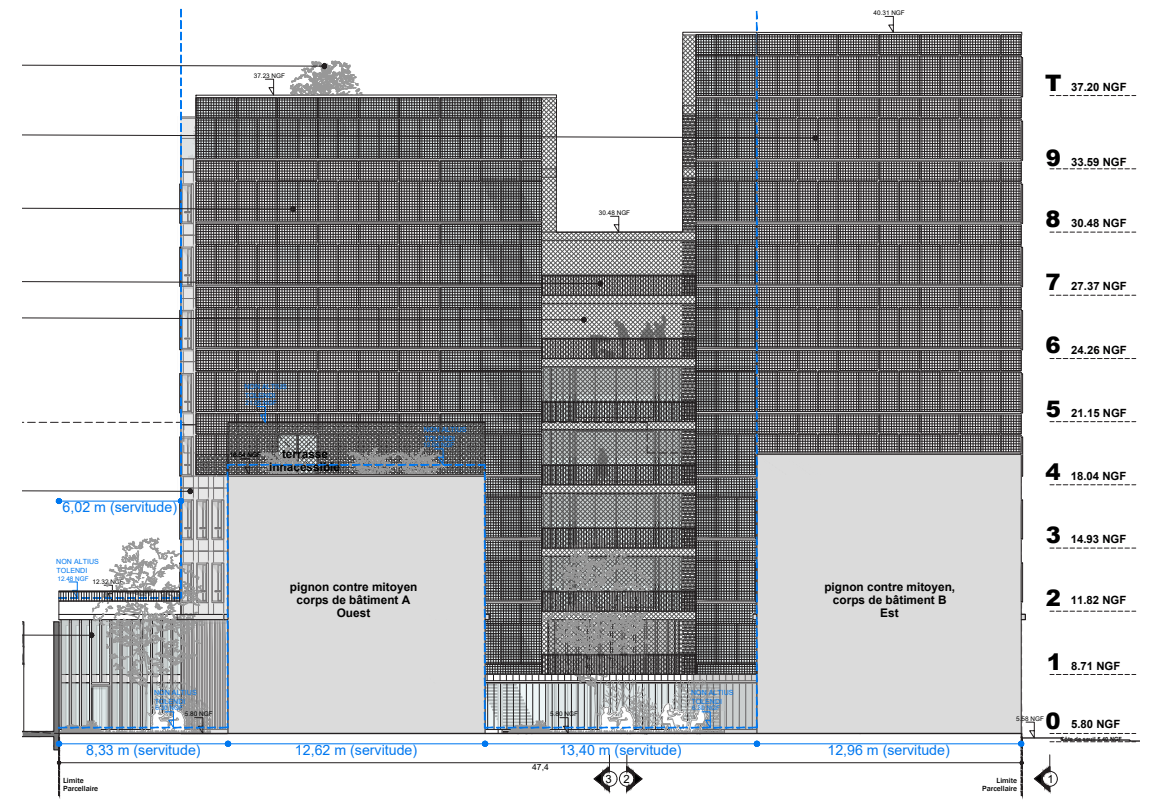 40.31 NGF
37.23 NGF
T 37.20 NGF
9 33.59 NGF
30.48 NGF
8 30.48 NGF
7 27.37 NGF
6 24.26 NGF
5 21.15 NGF
terrasse
innacessible
4 18.04 NGF
6,02 m (servitude)
3 14.93 NGF
NON ALTIUS
TOLENDI
12.48 NGF
12.32 NGF
pignon contre mitoyen
corps de bâtiment A
Ouest
pignon contre mitoyen,
corps de bâtiment B
Est
2 11.82 NGF
1 8.71 NGF
NON ALTIUS
NON ALTIUS
5.80 NGF
5.80 NGF
5.58 NGF
0 5.80 NGF
8,33 m (servitude)
12,62 m (servitude)
13,40 m (servitude)
12,96 m (servitude)
47,4
Limite
Parcellaire
3
2
Limite
Parcellaire
1